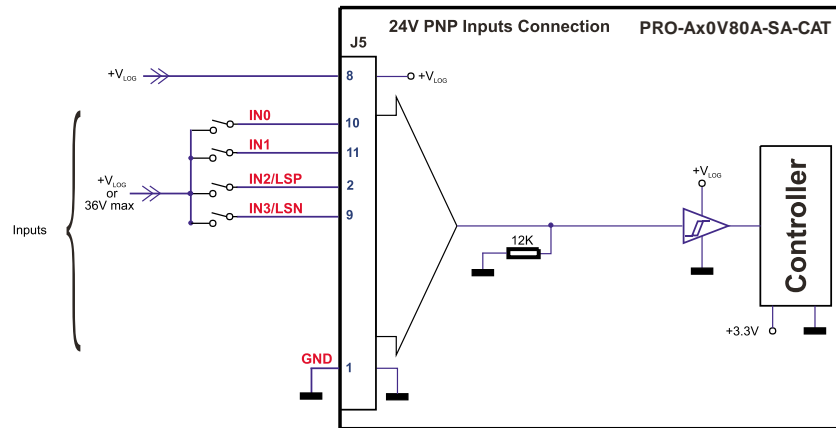 24V PNP Inputs Connection
PRO-Ax0V80A-SA-CAT
J5
+VLOG
8
+VLOG
IN0
10
IN1
11
IN2/LSP
2
IN3/LSN
9
+VLOG
or
36V max
Inputs
12K
+VLOG
Controller
+3.3V
GND
1